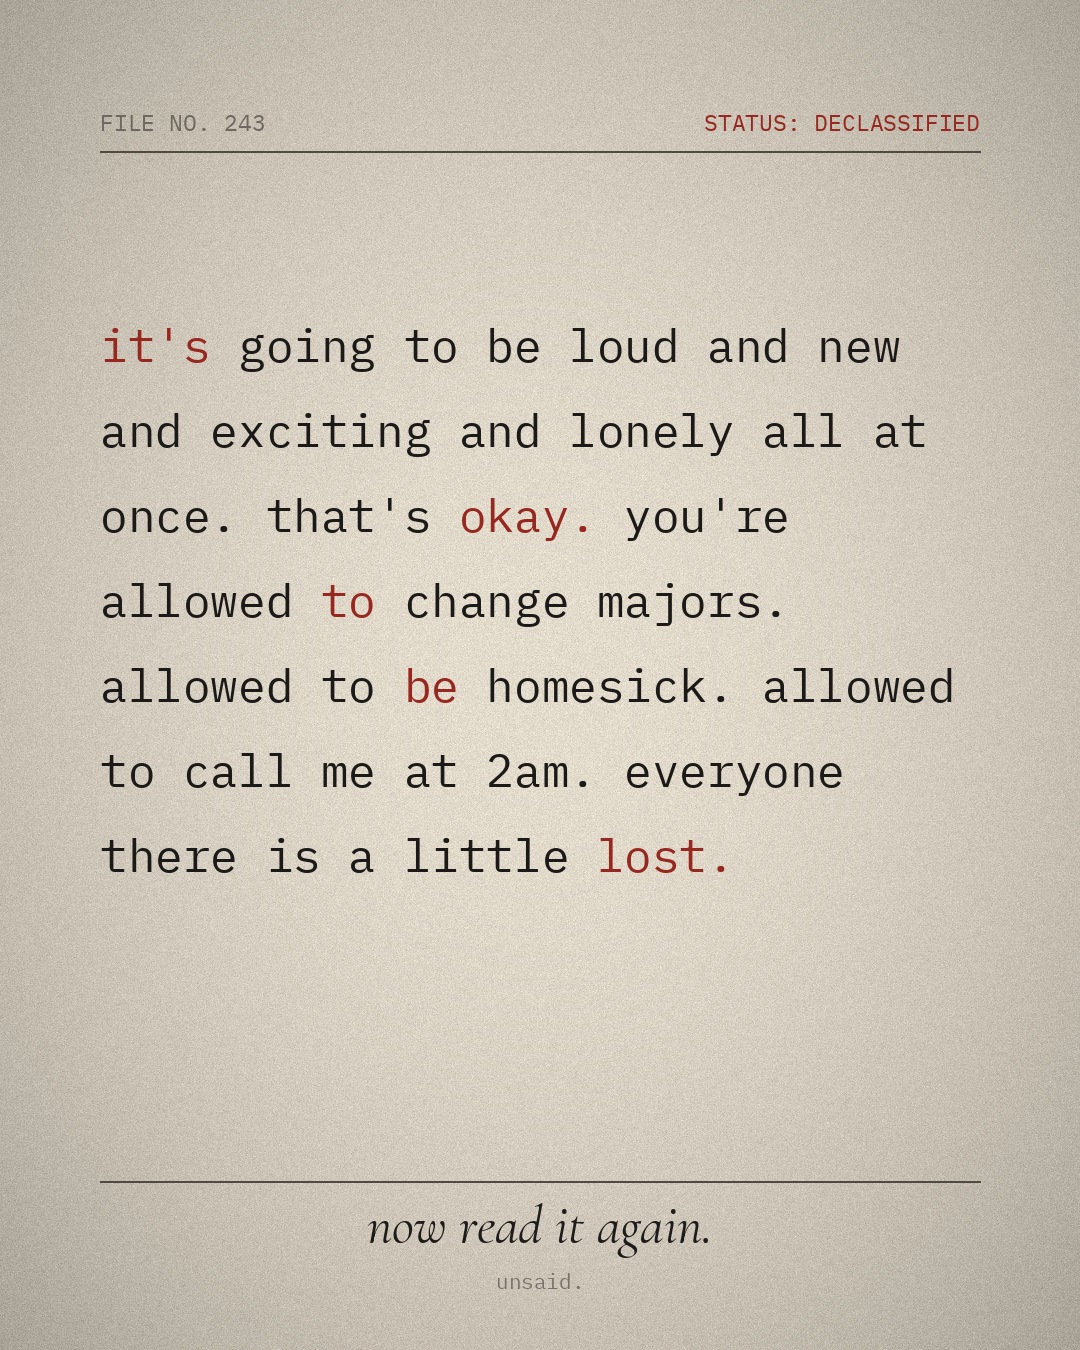 FILE NO. 243
STATUS: DECLASSIFIED
it's going to be loud and new
and exciting and lonely all at
once. that's okay. you're
allowed to change majors.
allowed to be homesick. allowed
to call me at 2am. everyone
there is a little lost.
now read it again.
unsaid.